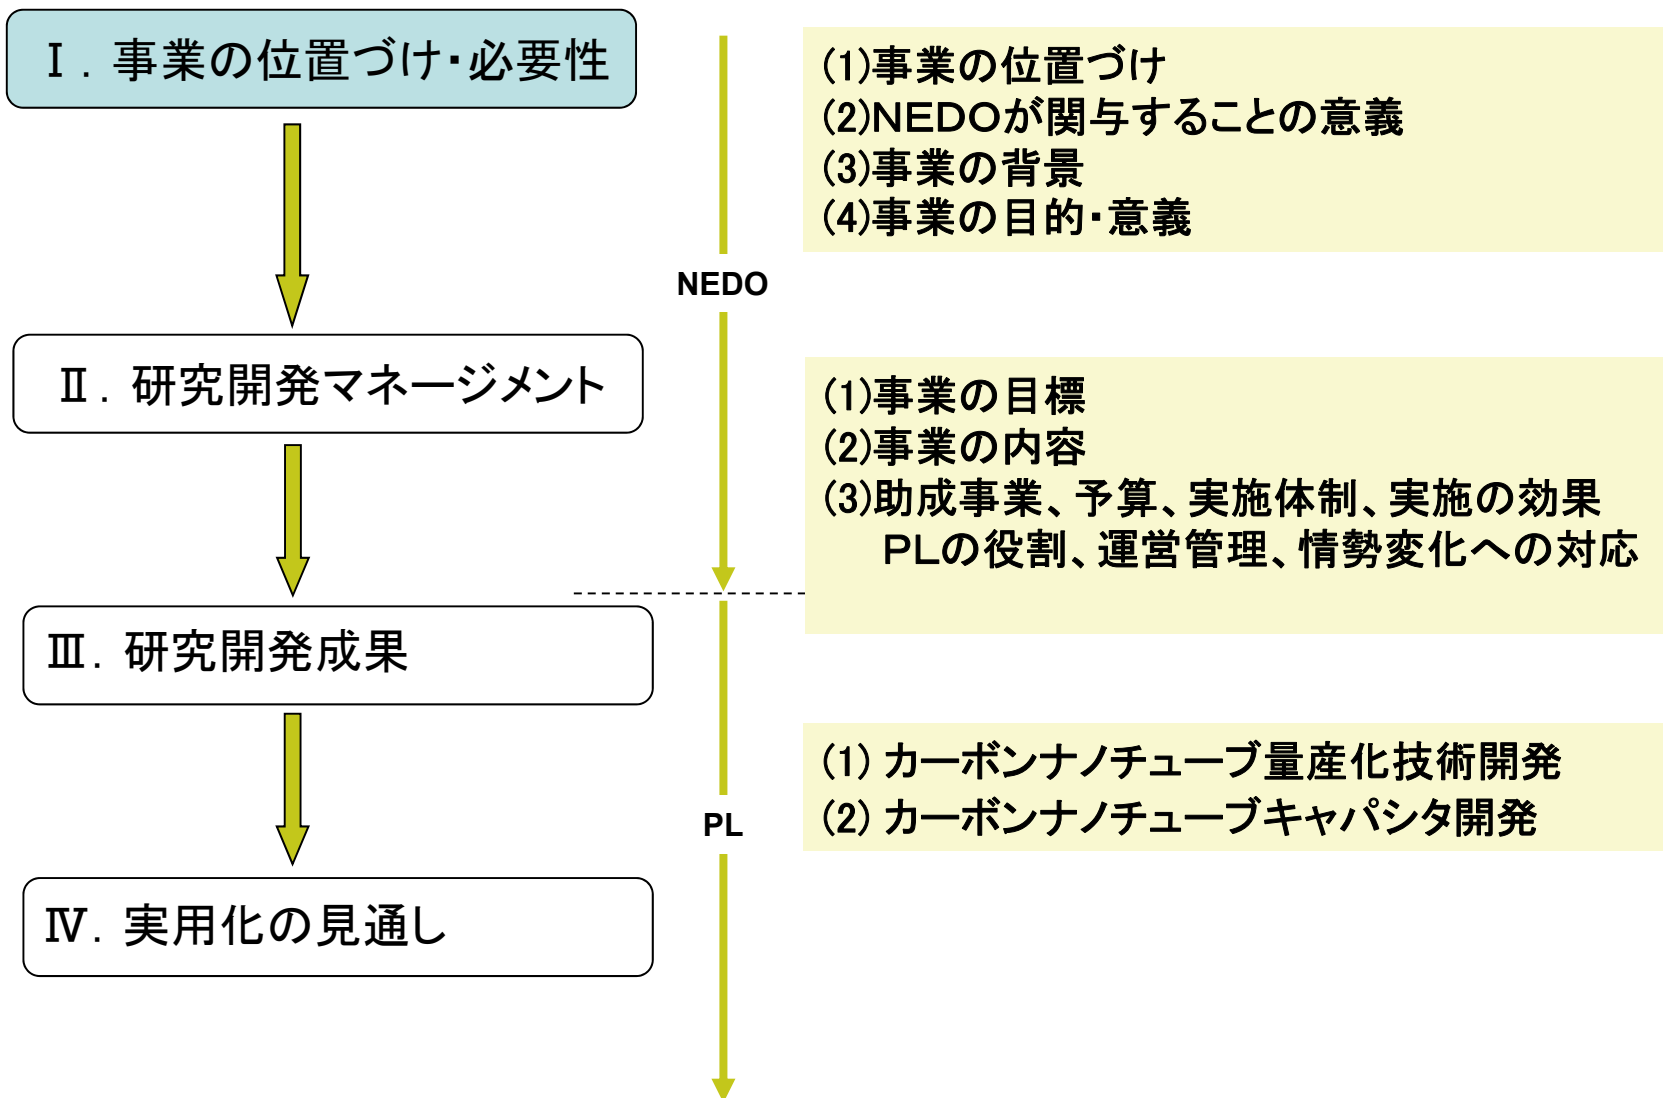 Ⅰ．事業の位置づけ・必要性
(1)事業の位置づけ
(2)NEDOが関与することの意義
(3)事業の背景
(4)事業の目的・意義
NEDO
Ⅱ．研究開発マネージメント
(1)事業の目標
(2)事業の内容
(3)助成事業、予算、実施体制、実施の効果
PLの役割、運営管理、情勢変化への対応
Ⅲ．研究開発成果
(1) カーボンナノチューブ量産化技術開発
(2) カーボンナノチューブキャパシタ開発
PL
Ⅳ．実用化の見通し